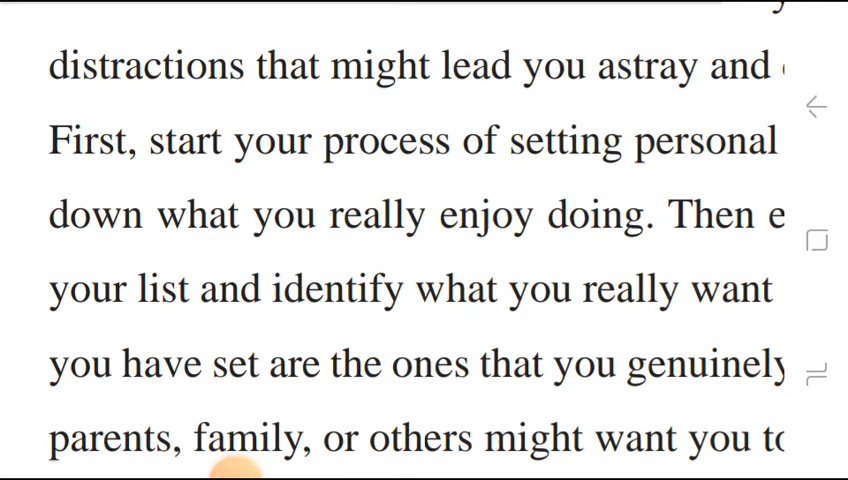 distractions that might lead you astray and
First, start your process of setting personal
down what you really enjoy doing. Then
your list and identify what you really want
you have set are the ones that you genuinely
parents, family, or others might want you